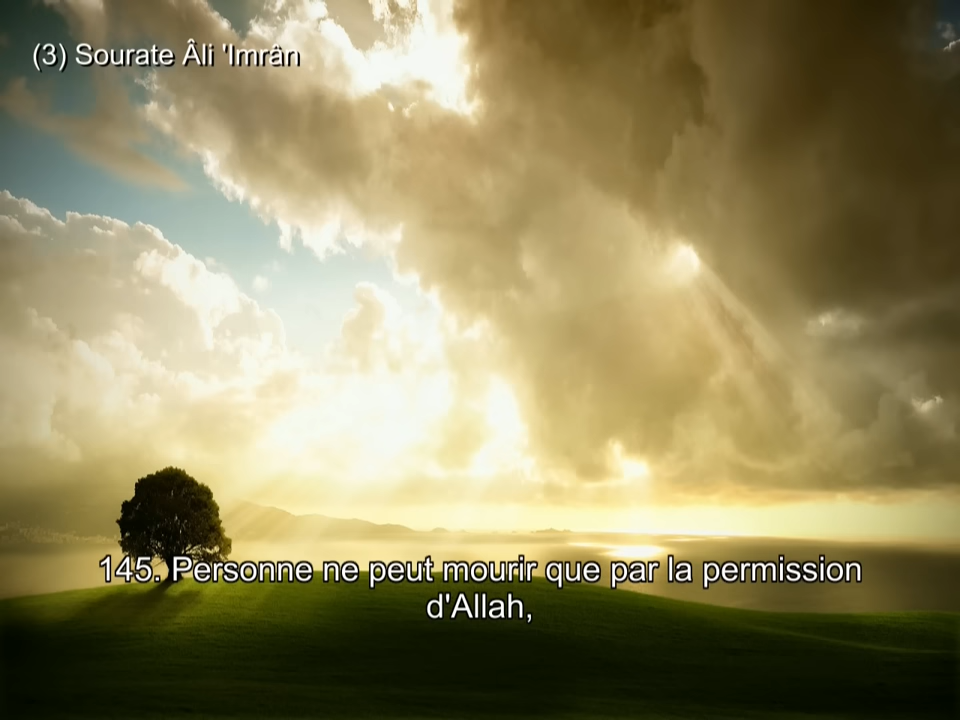 (3) Sourate Âli 'Imrân
145. Personne ne peut mourir que par la permission
d'Allah,